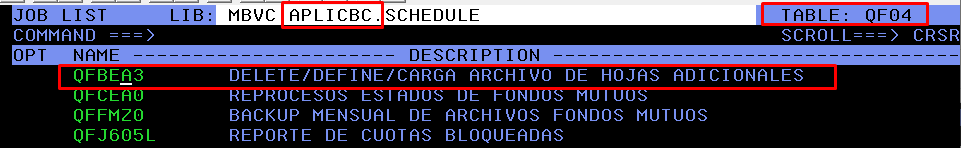 JOB LIST LIB: MBVC APLICBC.SCHEDULE TABLE: QF04
COMMAND ===> SCROLL===> CRSR
OPT NAME ---------------------- DESCRIPTION ----------------------
QFBEA3 DELETE/DEFINE/CARGA ARCHIVO DE HOJAS ADICIONALES
QFCEA0 REPROCESOS ESTADOS DE FONDOS MUTUOS
QFFMZ0 BACKUP MENSUAL DE ARCHIVOS FONDOS MUTUOS
QFJ605L REPORTE DE CUOTAS BLOQUEADAS